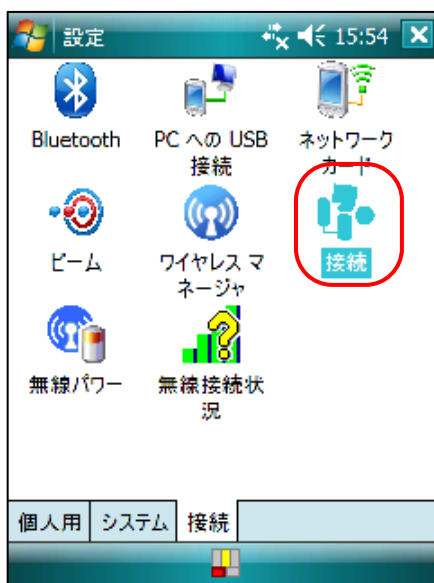 設定 15:54
Bluetooth
PC への USB
接続
ネットワーク
カード
ビーム
ワイヤレス マ
ネージャ
接続
無線パワー
無線接続状
況
個人用 システム 接続